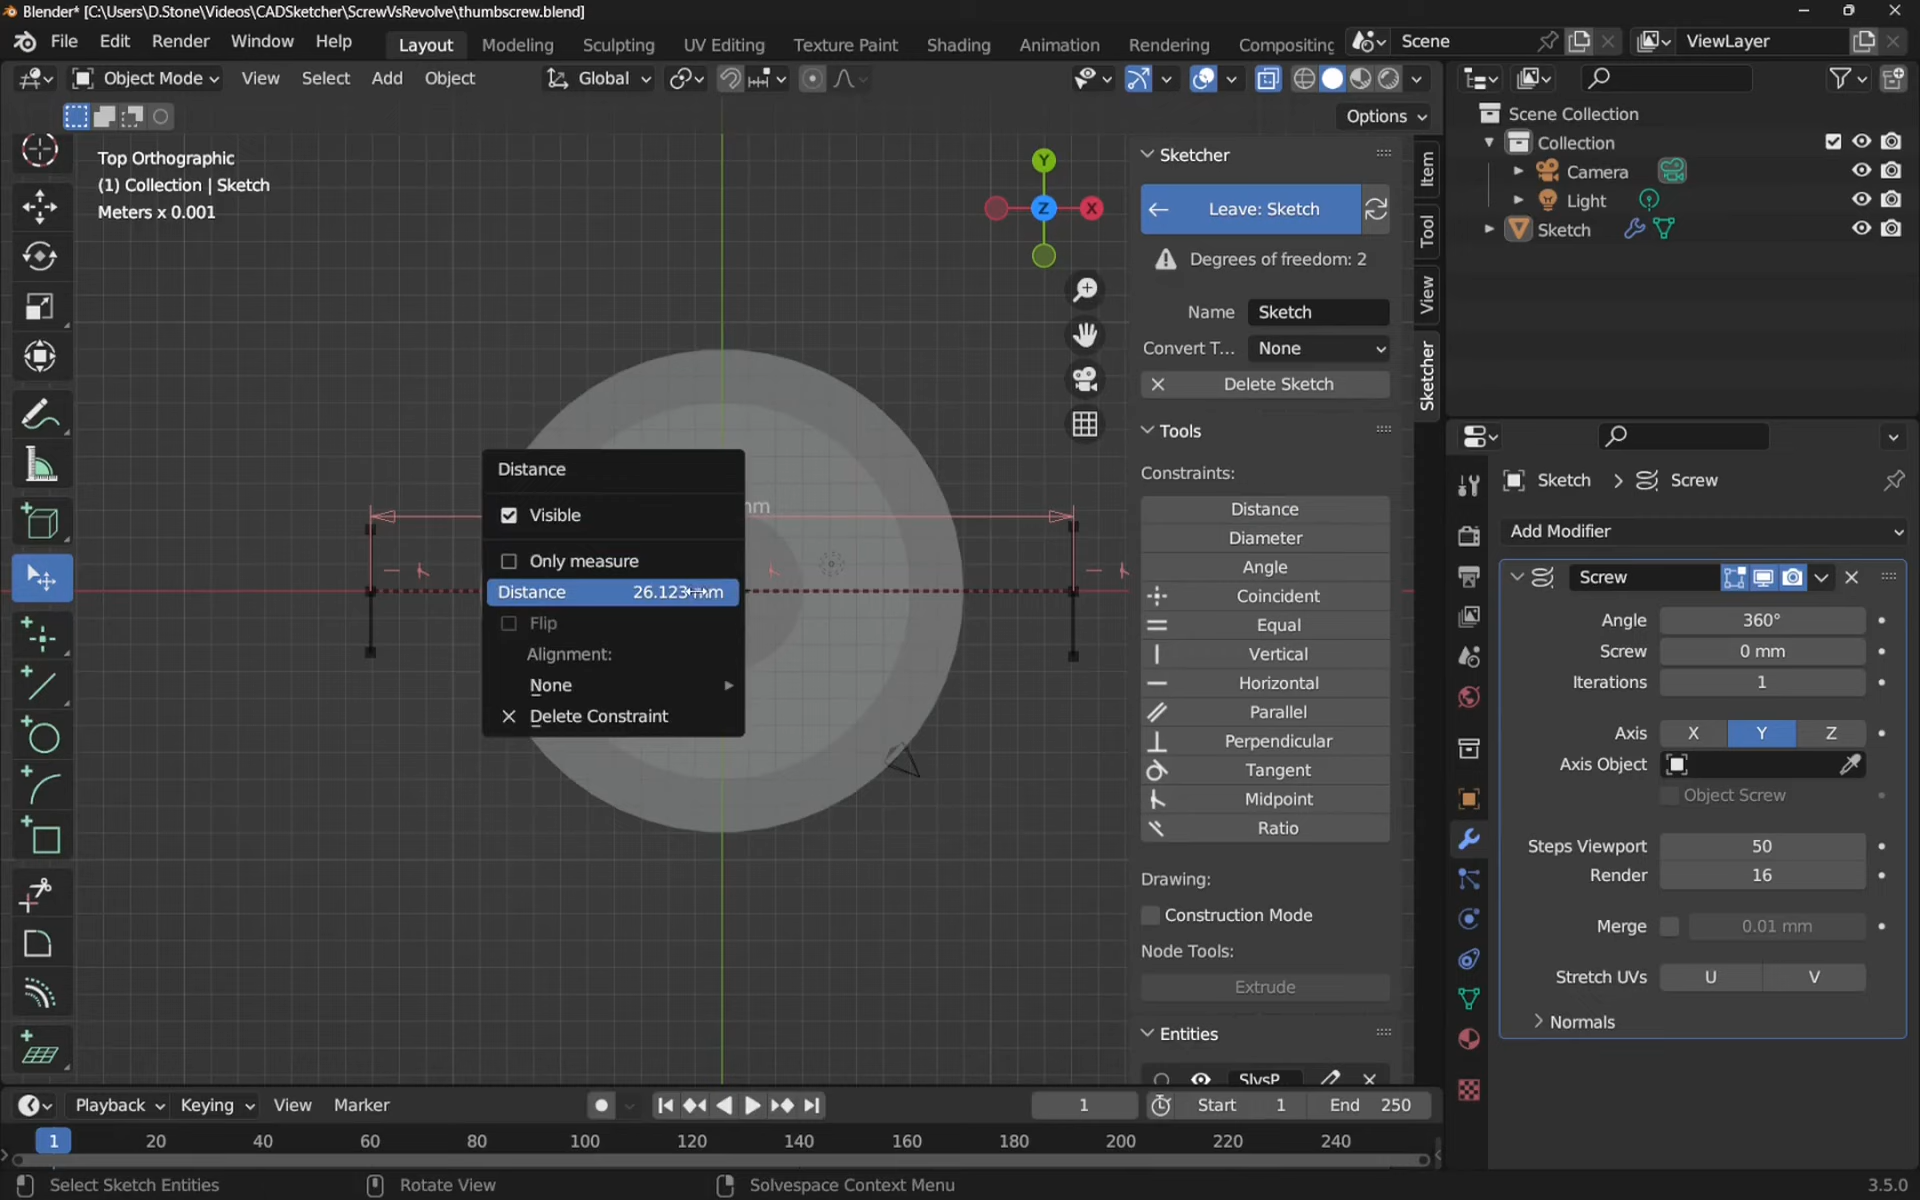 Blender* [C:\Users\D.Stone\Videos\CADSketcher\ScrewVsRevolve\thumbscrew.blend]
File Edit Render Window Help
Layout Modeling Sculpting UV Editing Texture Paint Shading Animation Rendering Compositing
Scene
ViewLayer
Object Mode View Select Add Object
Global
Options
Top Orthographic
(1) Collection | Sketch
Meters x 0.001
Y
Z
X
Distance
Visible
Only measure
Distance 26.123 mm
Flip
Alignment:
None
Delete Constraint
Sketcher
Leave: Sketch
Degrees of freedom: 2
Name Sketch
Convert T... None
Delete Sketch
Tools
Constraints:
Distance
Diameter
Angle
Coincident
Equal
Vertical
Horizontal
Parallel
Perpendicular
Tangent
Midpoint
Ratio
Drawing:
Construction Mode
Node Tools:
Extrude
Entities
SlvsP
Item
Tool
View
Sketcher
Scene Collection
Collection
Camera
Light
Sketch
Sketch Screw
Add Modifier
Screw
Angle 360°
Screw 0 mm
Iterations 1
Axis X Y Z
Axis Object
Object Screw
Steps Viewport 50
Render 16
Merge 0.01 mm
Stretch UVs U V
Normals
Playback Keying View Marker
1
Start 1
End 250
1 20 40 60 80 100 120 140 160 180 200 220 240
Select Sketch Entities
Rotate View
Solvespace Context Menu
3.5.0